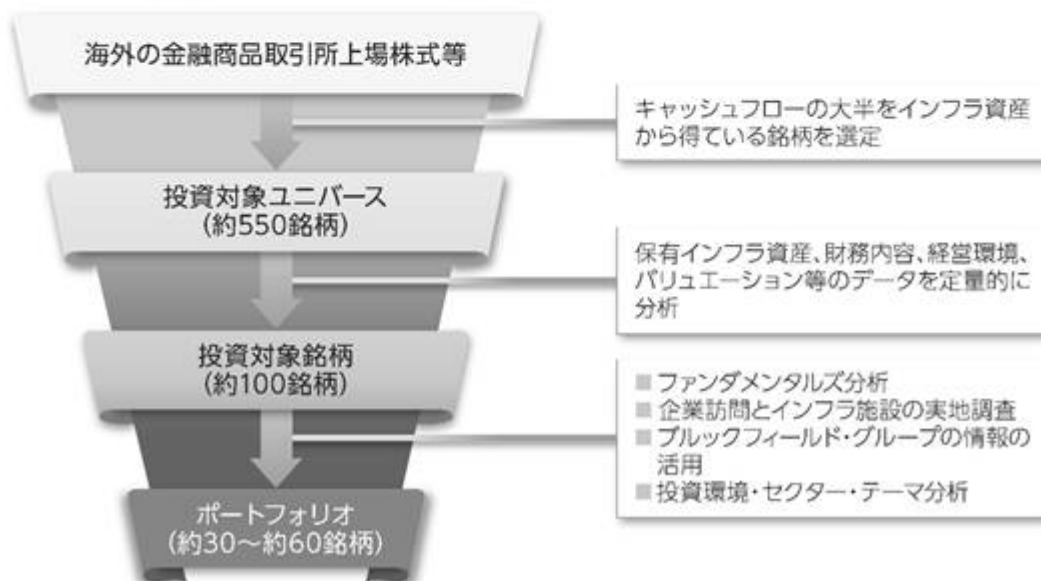 海外の金融商品取引所上場株式等
キャッシュフローの大半をインフラ資産
から得ている銘柄を選定
投資対象ユニバース
(約550銘柄)
保有インフラ資産、財務内容、経営環境、
バリュエーション等のデータを定量的に
分析
投資対象銘柄
(約100銘柄)
■ ファンダメンタルズ分析
■ 企業訪問とインフラ施設の実地調査
■ ブルックフィールド・グループの情報の
活用
■ 投資環境・セクター・テーマ分析
ポートフォリオ
(約30〜約60銘柄)